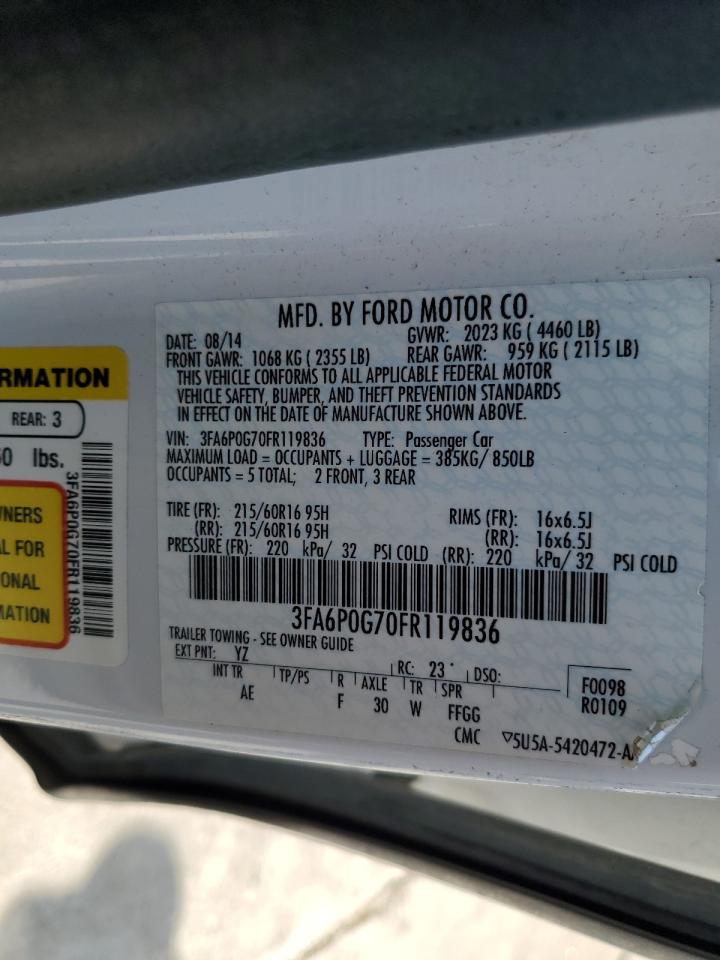 MFD. BY FORD MOTOR CO.
DATE: 08/14 GVWR: 2023 KG ( 4460 LB)
FRONT GAWR: 1068 KG ( 2355 LB) REAR GAWR: 959 KG ( 2115 LB)
THIS VEHICLE CONFORMS TO ALL APPLICABLE FEDERAL MOTOR
VEHICLE SAFETY, BUMPER, AND THEFT PREVENTION STANDARDS
IN EFFECT ON THE DATE OF MANUFACTURE SHOWN ABOVE.
VIN: 3FA6P0G70FR119836 TYPE: Passenger Car
MAXIMUM LOAD = OCCUPANTS + LUGGAGE = 385KG/ 850LB
OCCUPANTS = 5 TOTAL; 2 FRONT, 3 REAR
TIRE (FR): 215/60R16 95H RIMS (FR): 16x6.5J
(RR): 215/60R16 95H (RR): 16x6.5J
PRESSURE (FR): 220 kPa/ 32 PSI COLD (RR): 220 kPa/ 32 PSI COLD
3FA6P0G70FR119836
TRAILER TOWING - SEE OWNER GUIDE
EXT PNT: YZ RC: 23 DSO:
INT TR TP/PS R AXLE TR SPR F0098
AE F 30 W FFGG R0109
CMC ▽5U5A-5420472-A
RMATION
REAR: 3
0 lbs.
WNERS
AL FOR
IONAL
MATION
3FA6P0G70FR119836